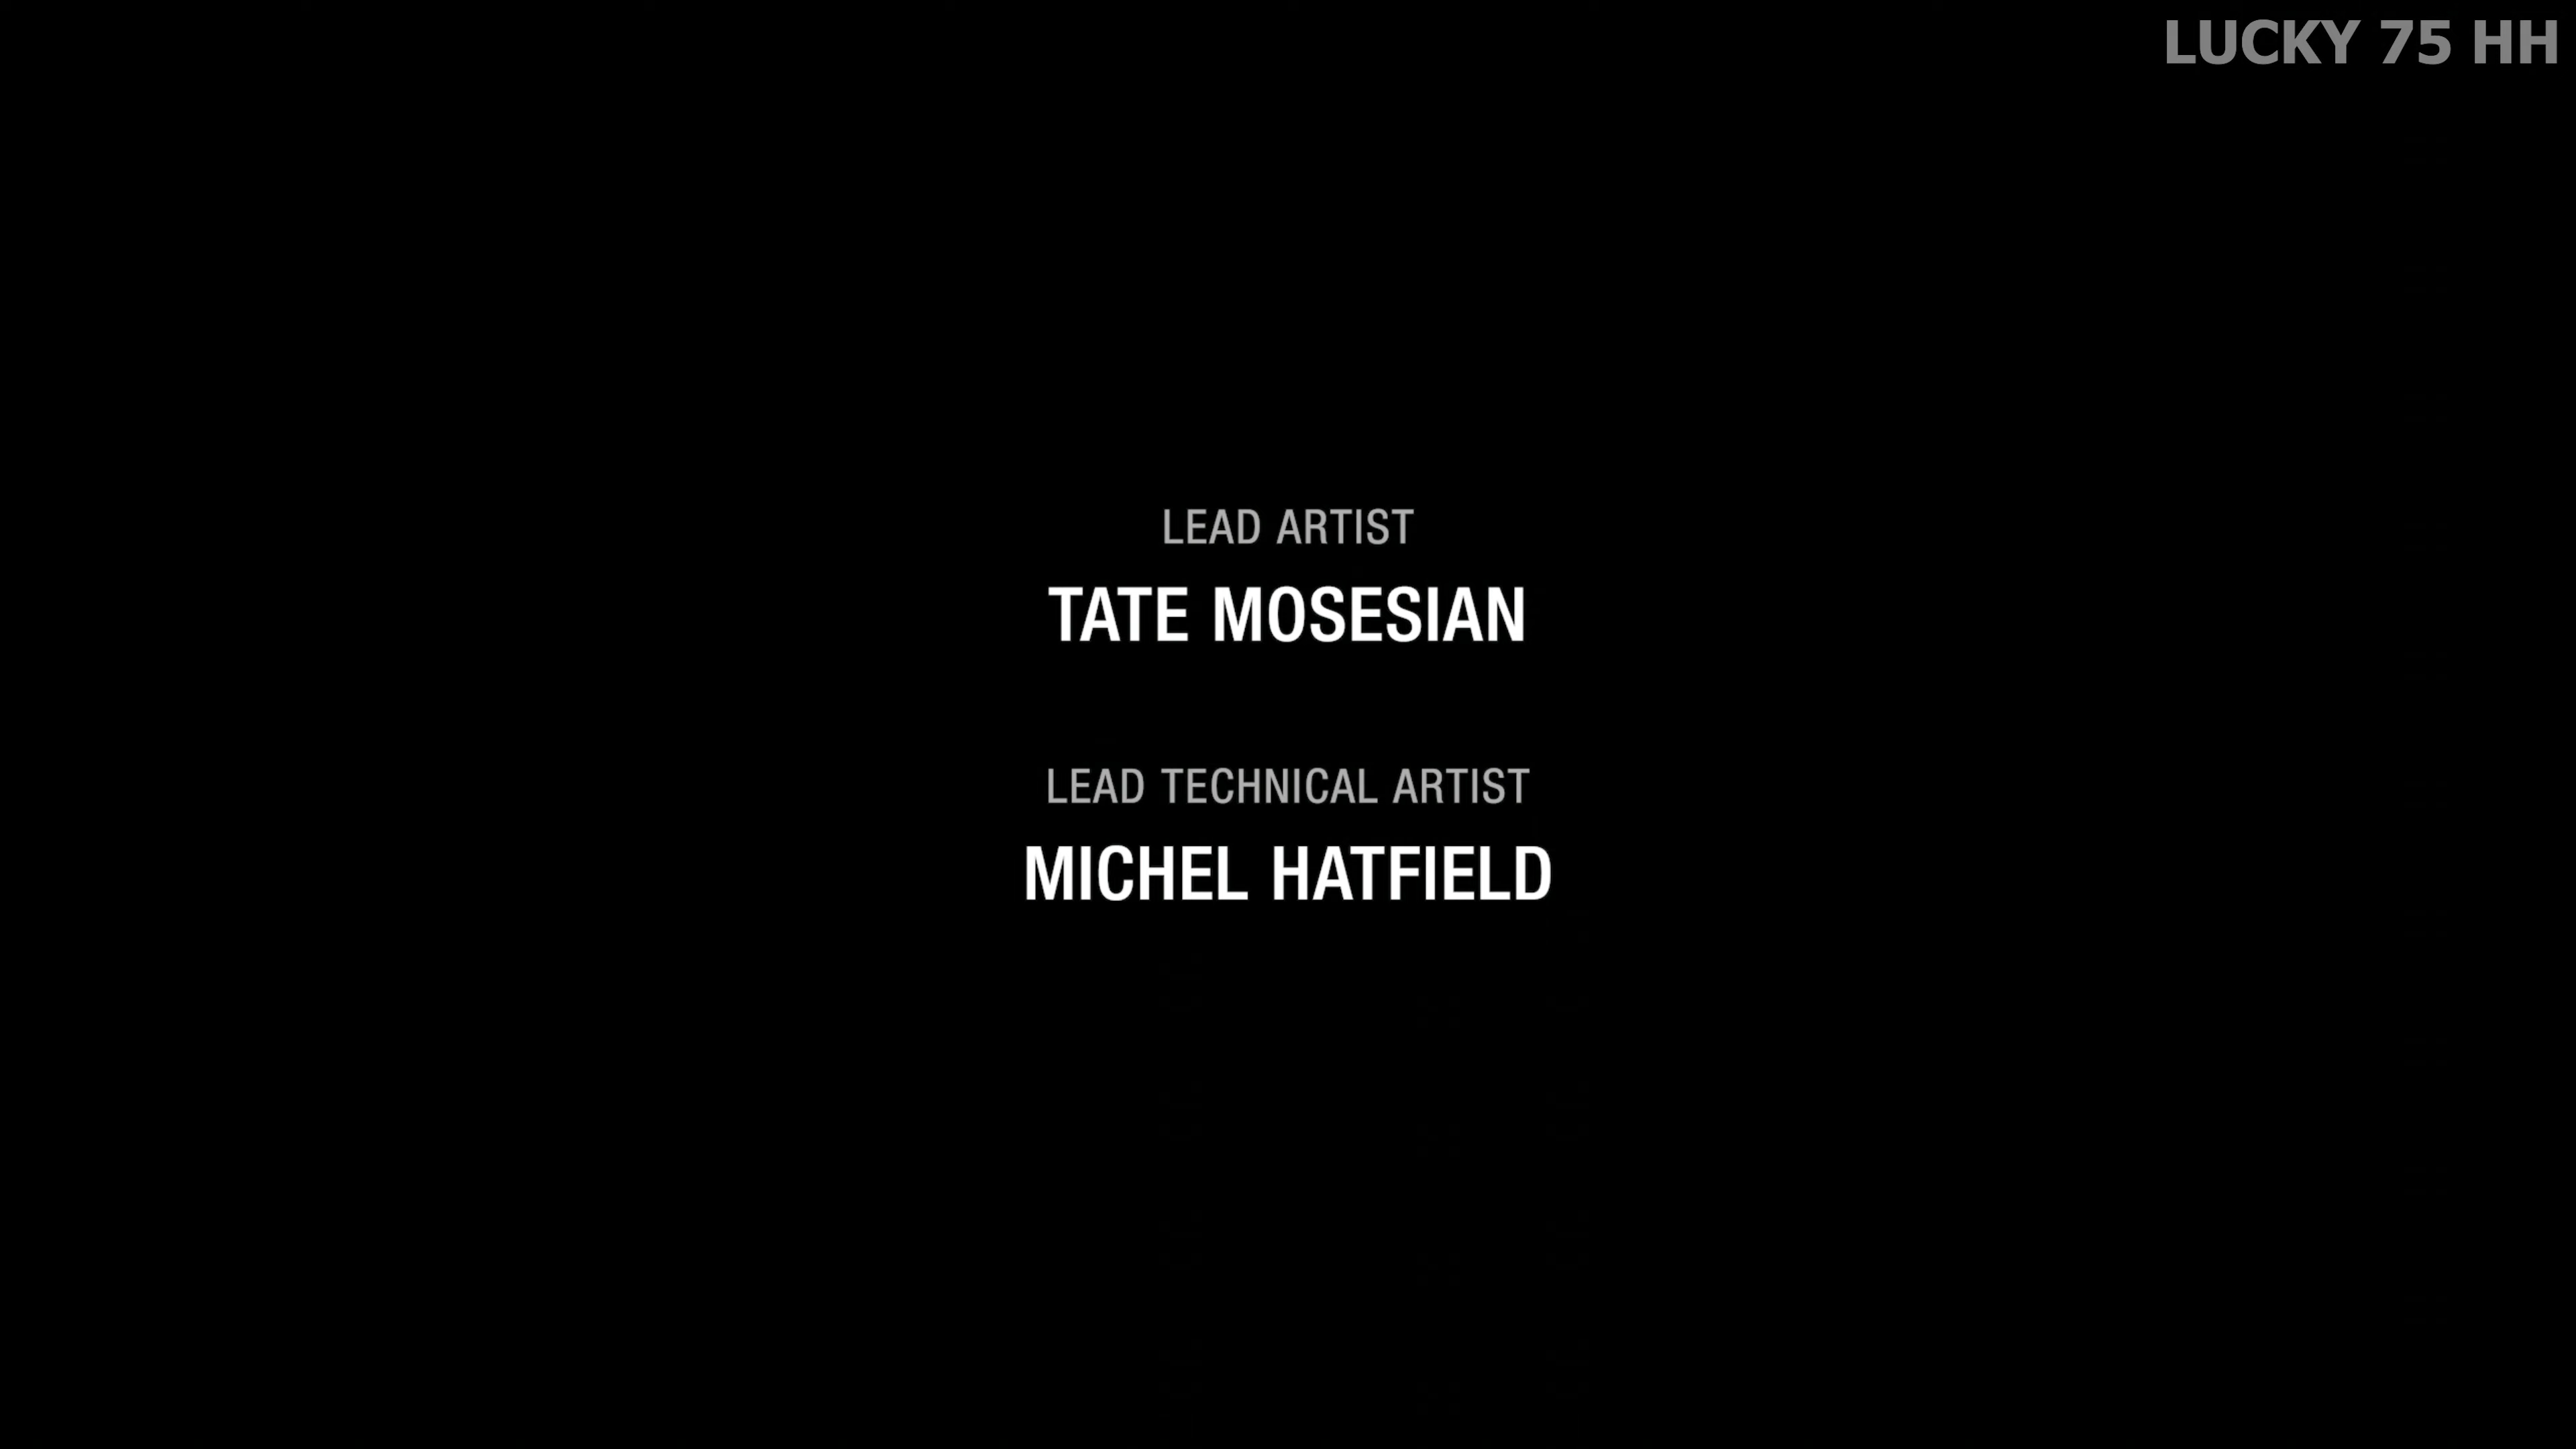 LUCKY 75 HH
LEAD ARTIST
TATE MOSESIAN
LEAD TECHNICAL ARTIST
MICHEL HATFIELD